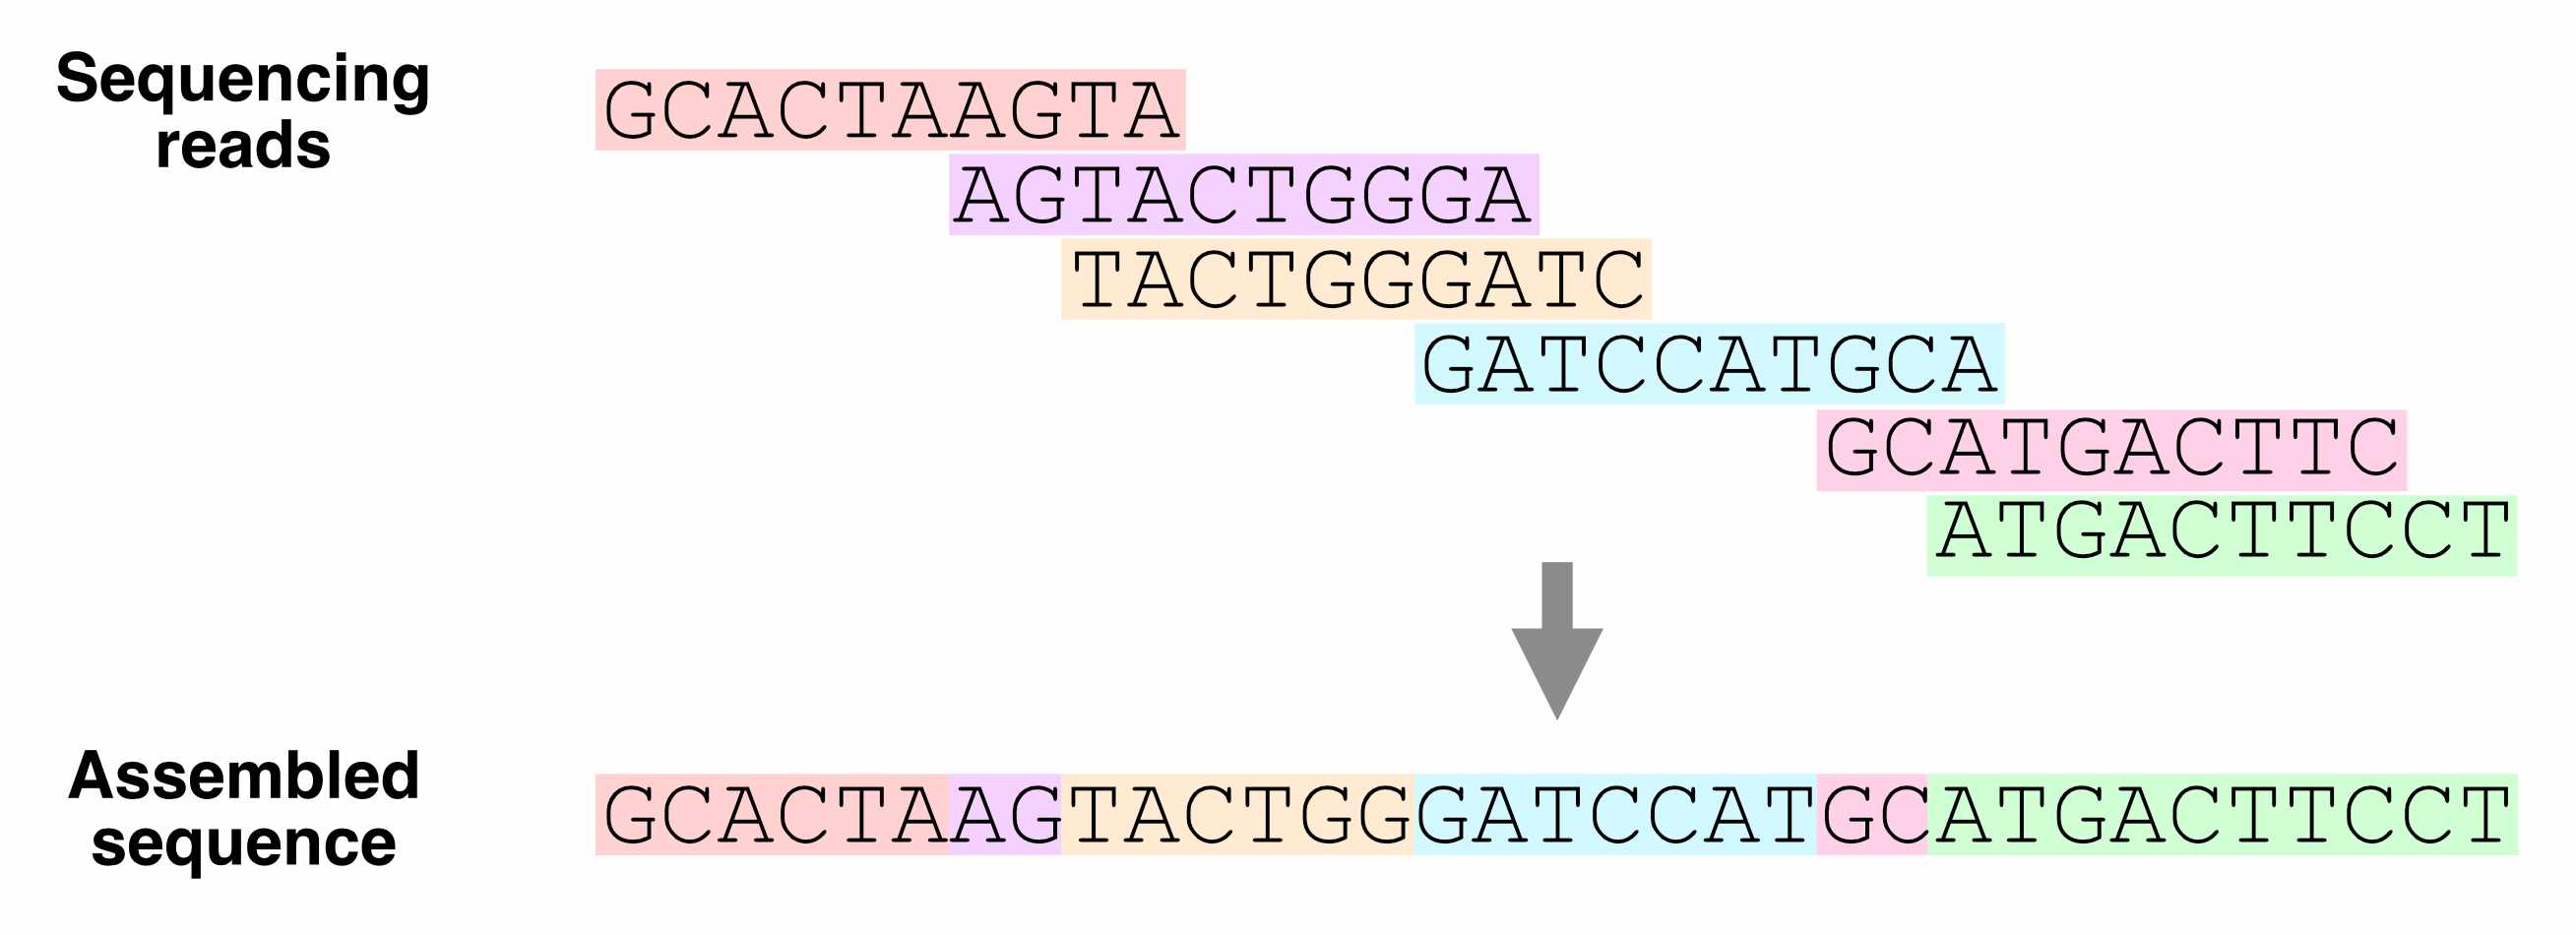 Sequencing
reads
GCACTAAGTA
AGTACTGGGA
TACTGGGATC
GATCCATGCA
GCATGACTTC
ATGACTTCCT
Assembled
sequence
GCACTAAGTACTGGGATCCATGCATGACTTCCT